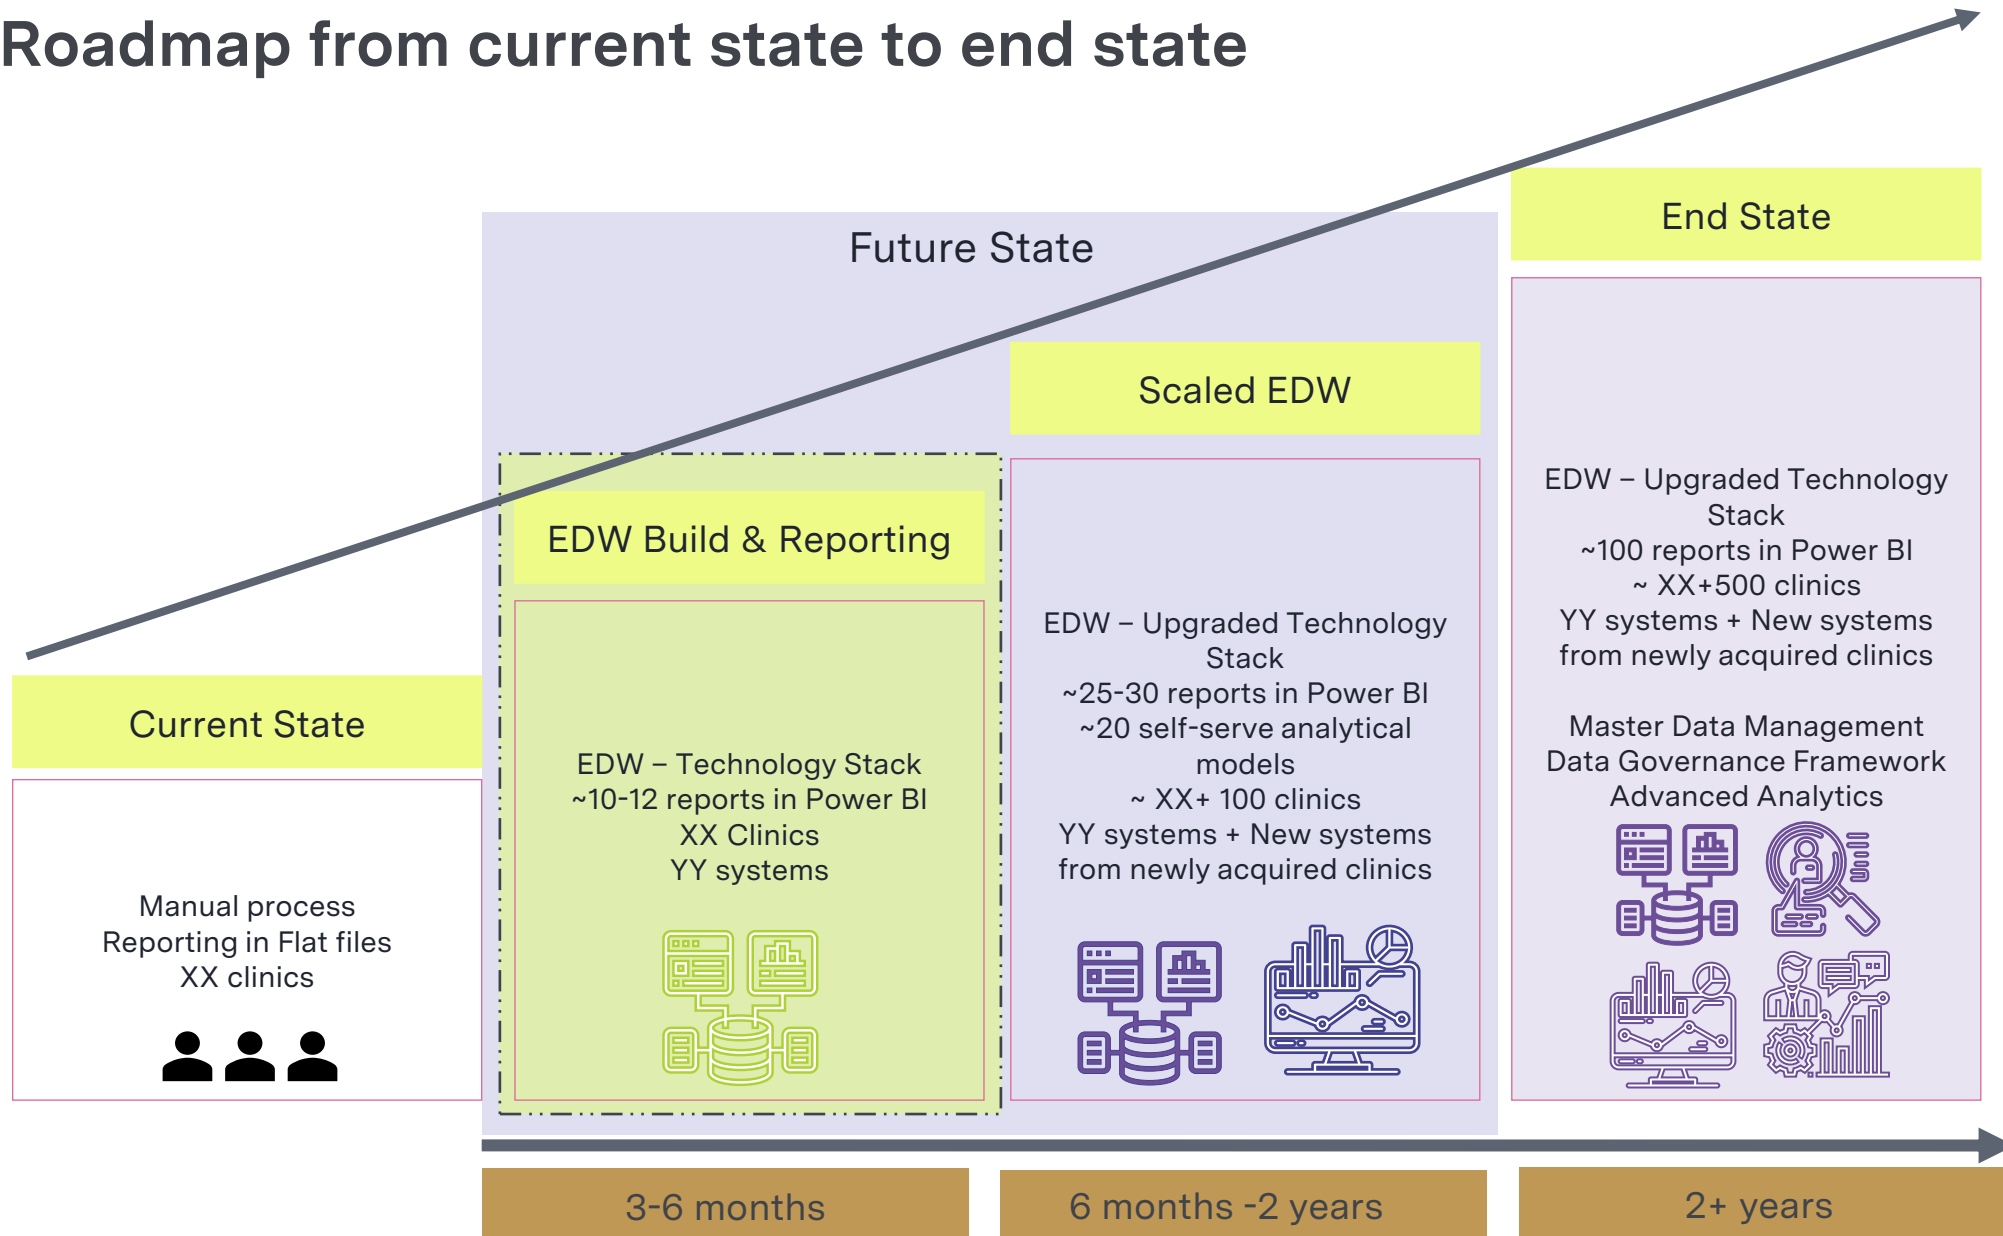 Roadmap from current state to end state
Future State
End State
Scaled EDW
EDW Build & Reporting
Current State
Manual process
Reporting in Flat files
XX clinics
EDW – Technology Stack
~10-12 reports in Power BI
XX Clinics
YY systems
EDW – Upgraded Technology
Stack
~25-30 reports in Power BI
~20 self-serve analytical
models
~ XX+ 100 clinics
YY systems + New systems
from newly acquired clinics
EDW – Upgraded Technology
Stack
~100 reports in Power BI
~ XX+500 clinics
YY systems + New systems
from newly acquired clinics
Master Data Management
Data Governance Framework
Advanced Analytics
3-6 months
6 months -2 years
2+ years